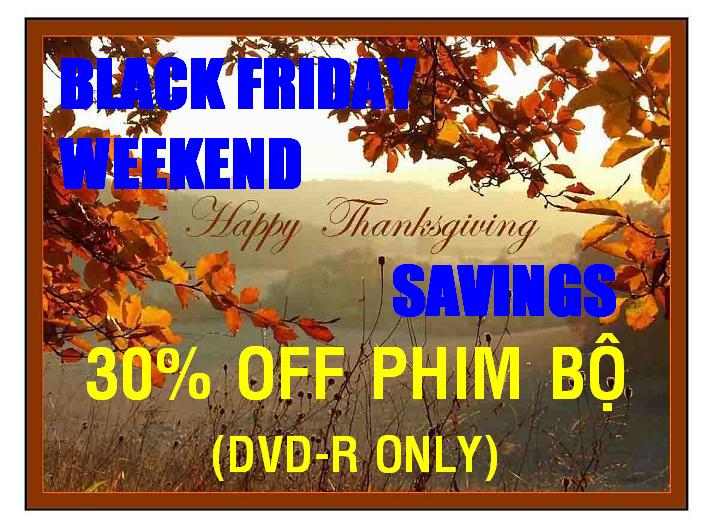 BLACK FRIDAY
WEEKEND
Happy Thanksgiving
SAVINGS
30% OFF PHIM BỘ
(DVD-R ONLY)